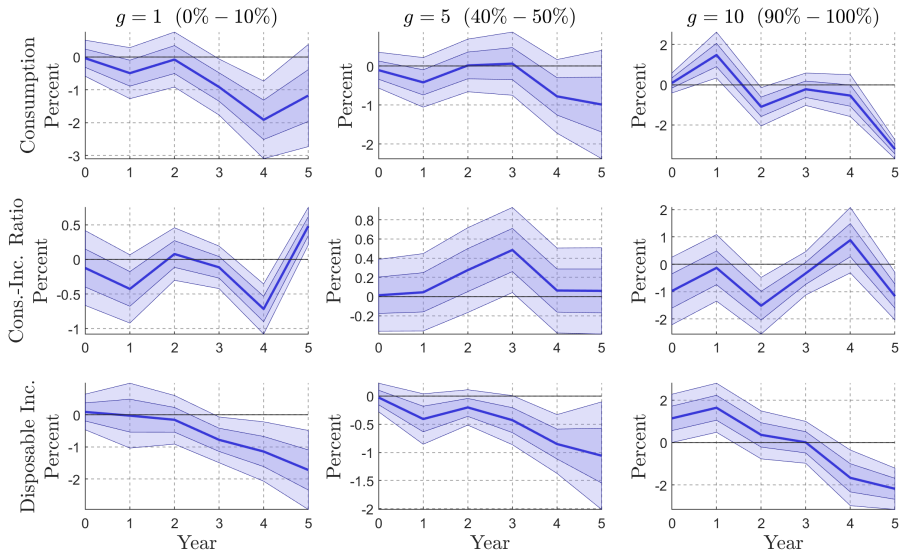 g = 1 (0% − 10%) g = 5 (40% − 50%) g = 10 (90% − 100%)
Consumption
Percent
0
-1
-2
-3
0 1 2 3 4 5
Percent
0
-1
-2
0 1 2 3 4 5
Percent
2
0
-2
0 1 2 3 4 5
Cons.-Inc. Ratio
Percent
0.5
0
-0.5
-1
0 1 2 3 4 5
Percent
0.8
0.6
0.4
0.2
0
-0.2
0 1 2 3 4 5
Percent
2
1
0
-1
-2
0 1 2 3 4 5
Disposable Inc.
Percent
0
-1
-2
0 1 2 3 4 5
Year
Percent
0
-0.5
-1
-1.5
-2
0 1 2 3 4 5
Year
Percent
2
0
-2
0 1 2 3 4 5
Year